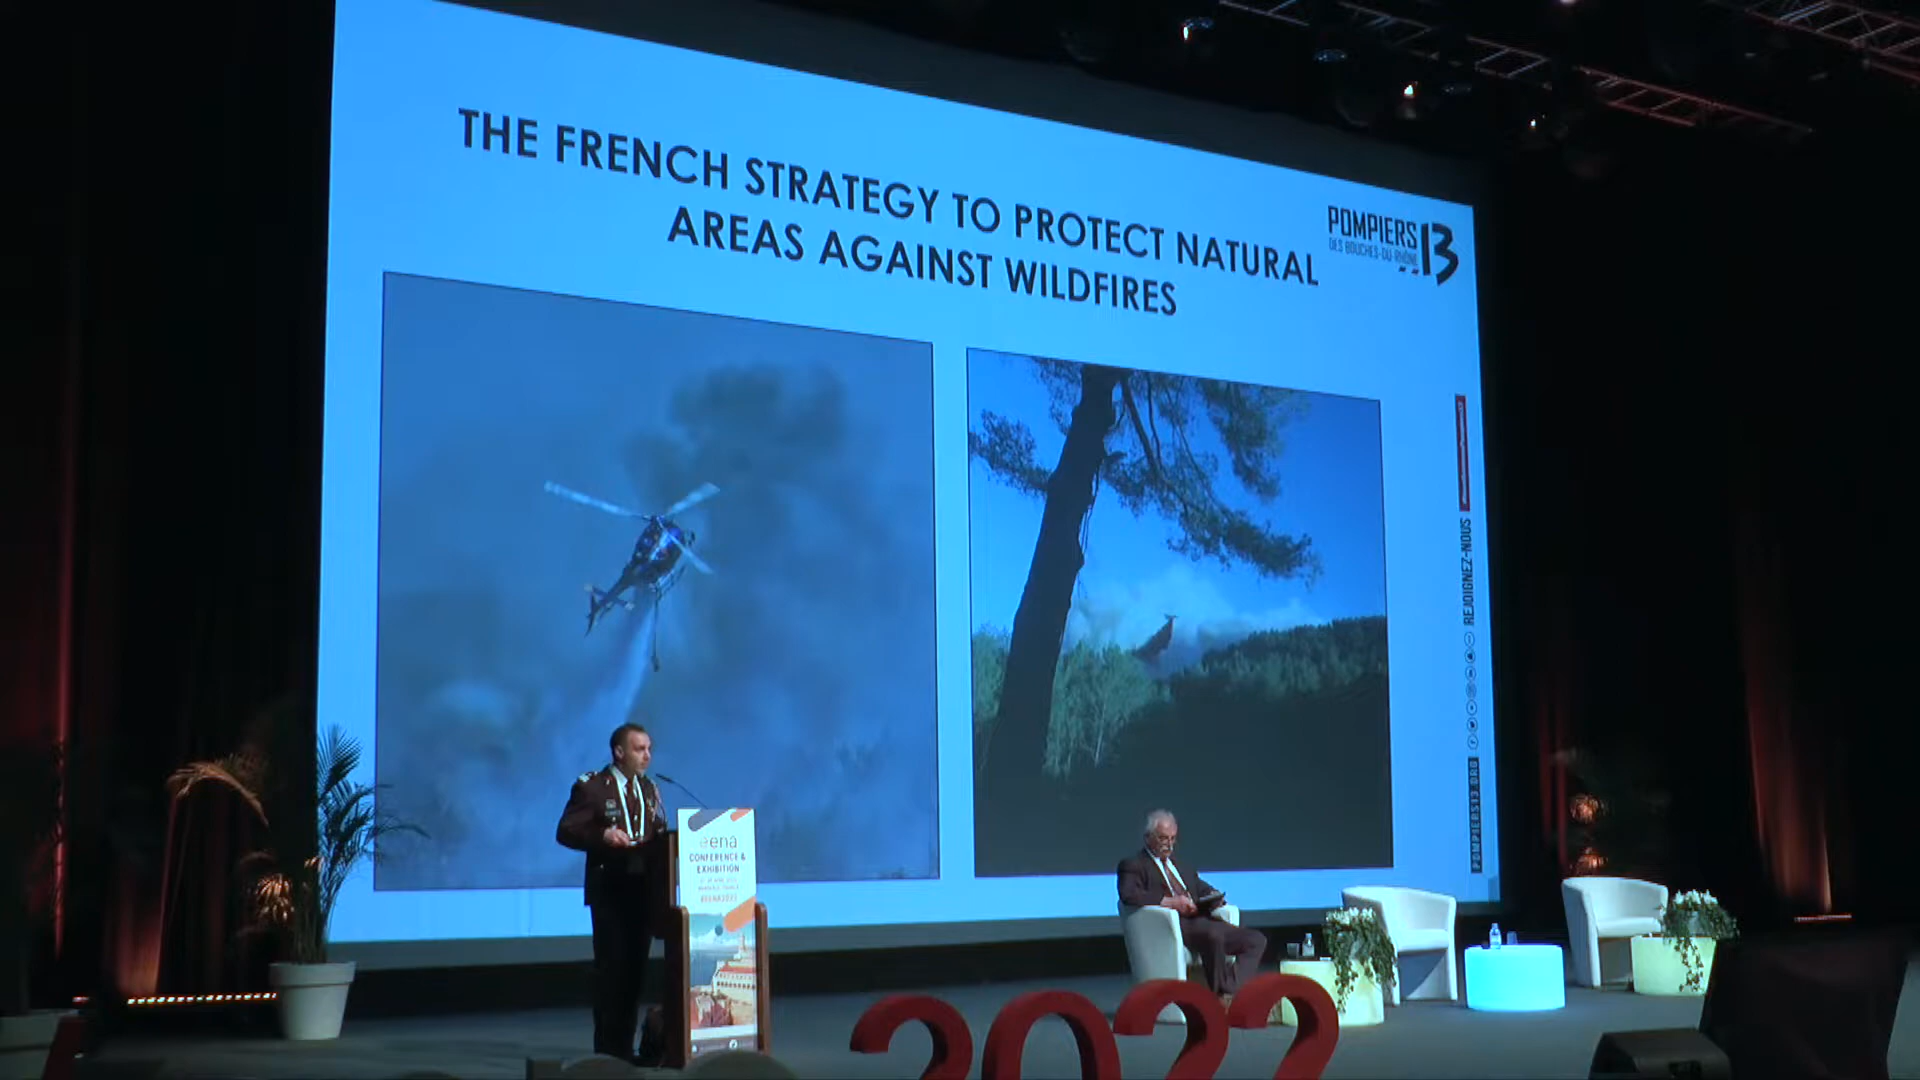 THE FRENCH STRATEGY TO PROTECT NATURAL
AREAS AGAINST WILDFIRES
POMPIERS 13
DES BOUCHES-DU-RHÔNE
REJOIGNEZ-NOUS
POMPIERS13.ORG
eena
CONFERENCE &
EXHIBITION
2022